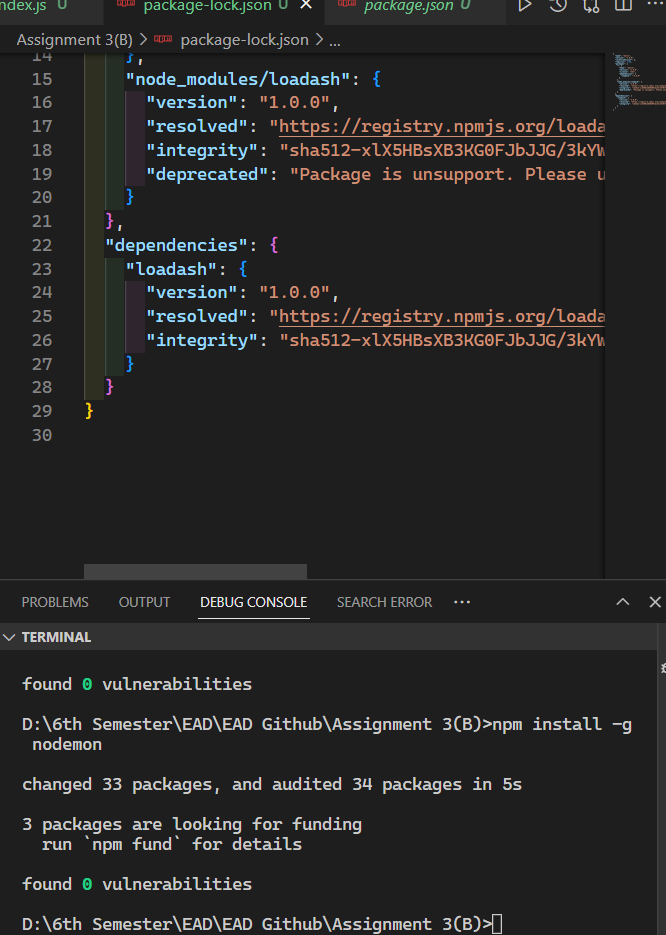 ndex.js U package-lock.json U × package.json U
Assignment 3(B) > package-lock.json > ...
14 },
15 "node_modules/loadash": {
16 "version": "1.0.0",
17 "resolved": "https://registry.npmjs.org/loada
18 "integrity": "sha512-xlX5HBsXB3KG0FJbJJG/3kYW
19 "deprecated": "Package is unsupport. Please u
20 }
21 },
22 "dependencies": {
23 "loadash": {
24 "version": "1.0.0",
25 "resolved": "https://registry.npmjs.org/loada
26 "integrity": "sha512-xlX5HBsXB3KG0FJbJJG/3kYW
27 }
28 }
29 }
30
PROBLEMS OUTPUT DEBUG CONSOLE SEARCH ERROR ...
TERMINAL
found 0 vulnerabilities
D:\6th Semester\EAD\EAD Github\Assignment 3(B)>npm install -g
nodemon
changed 33 packages, and audited 34 packages in 5s
3 packages are looking for funding
run `npm fund` for details
found 0 vulnerabilities
D:\6th Semester\EAD\EAD Github\Assignment 3(B)>